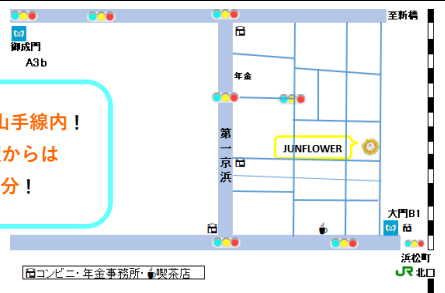 至新橋
御成門
A3b
年金
山手線内！
からは
分！
第一京浜
JUNFLOWER
大門B1
浜松町
JR 北口
コンビニ・年金事務所・喫茶店